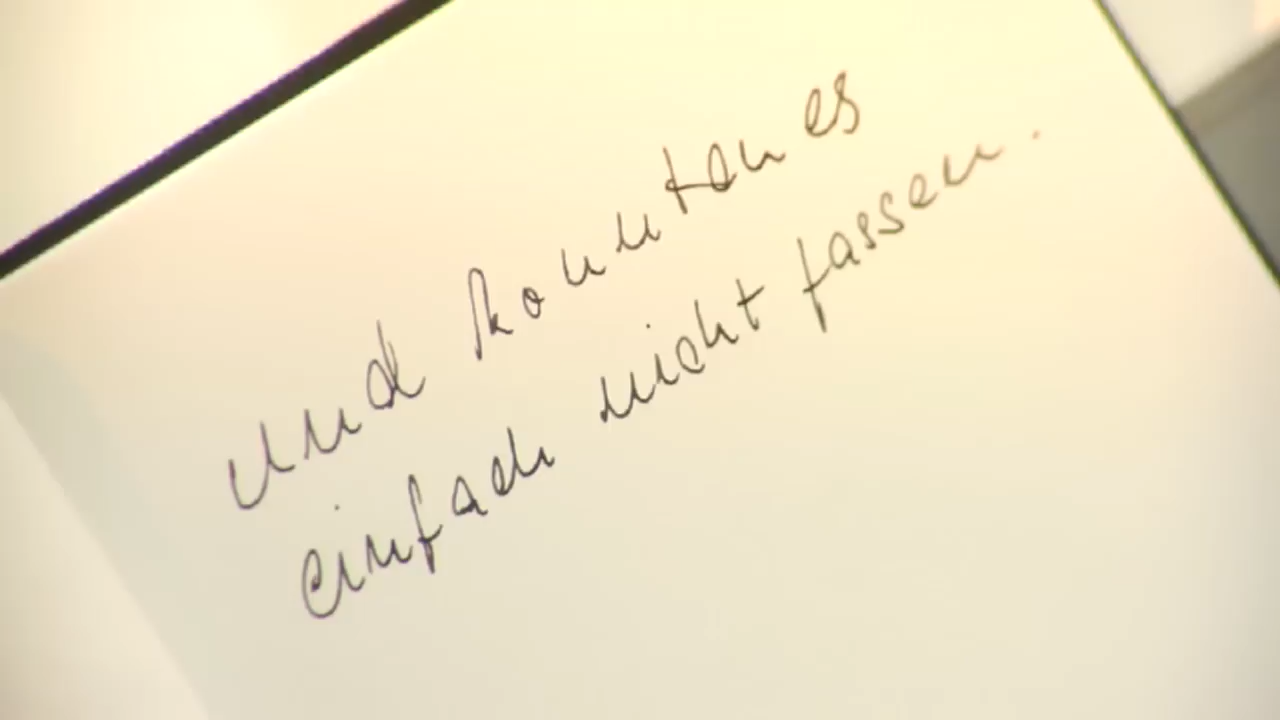 und konnten es
einfach nicht fassen.